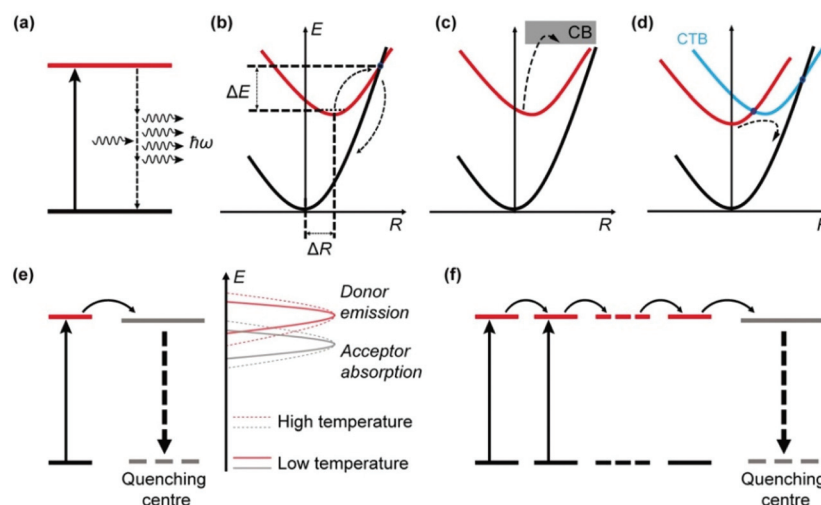 (a)
ħω
(b)
E
ΔE
ΔR
R
(c)
CB
R
(d)
CTB
(e)
Quenching
centre
E
Donor
emission
Acceptor
absorption
High temperature
Low temperature
(f)
Quenching
centre